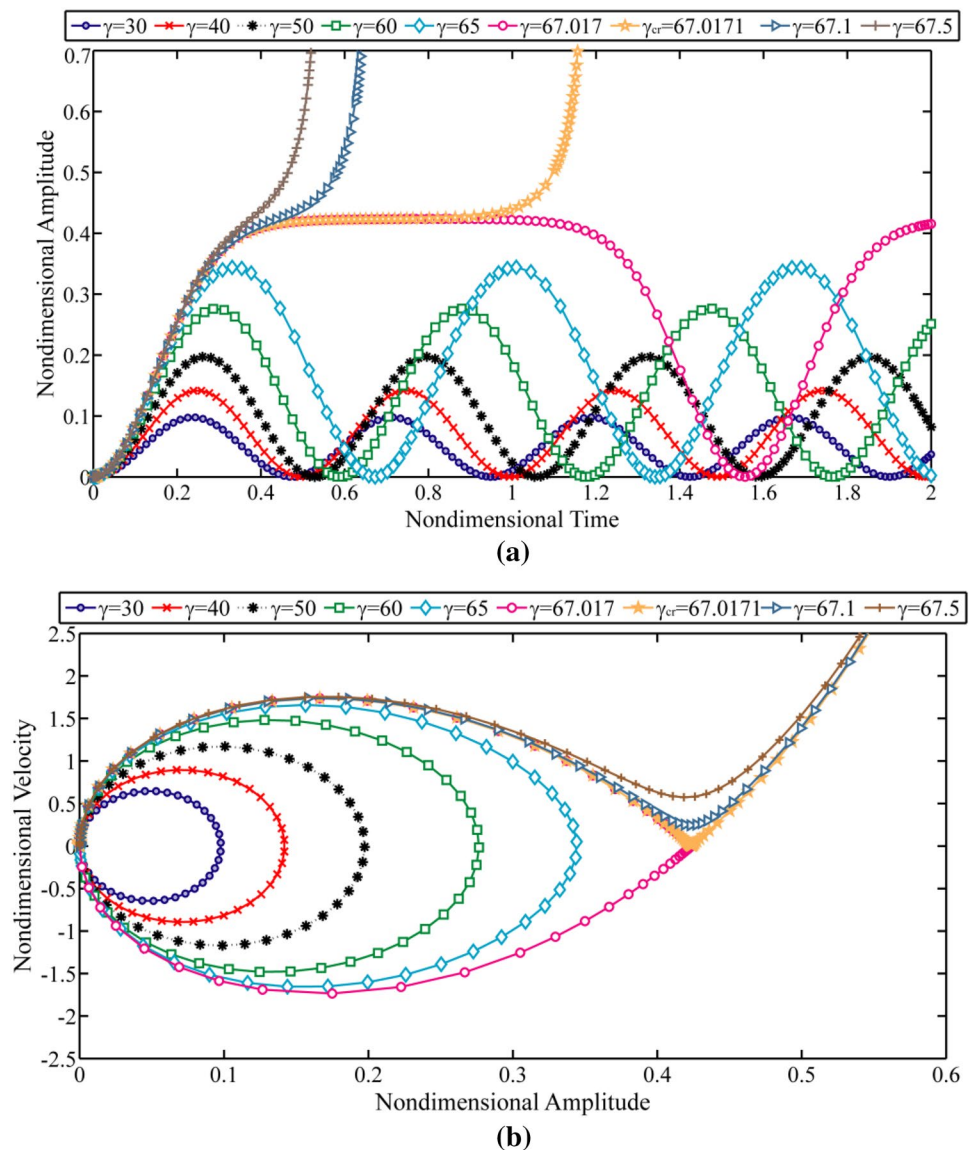 γ=30 γ=40 γ=50 γ=60 γ=65 γ=67.017 γcr=67.0171 γ=67.1 γ=67.5
0.7
0.6
0.5
0.4
0.3
0.2
0.1
0
Nondimensional Amplitude
0 0.2 0.4 0.6 0.8 1 1.2 1.4 1.6 1.8 2
Nondimensional Time
(a)
γ=30 γ=40 γ=50 γ=60 γ=65 γ=67.017 γcr=67.0171 γ=67.1 γ=67.5
2.5
2
1.5
1
0.5
0
-0.5
-1
-1.5
-2
-2.5
Nondimensional Velocity
0 0.1 0.2 0.3 0.4 0.5 0.6
Nondimensional Amplitude
(b)